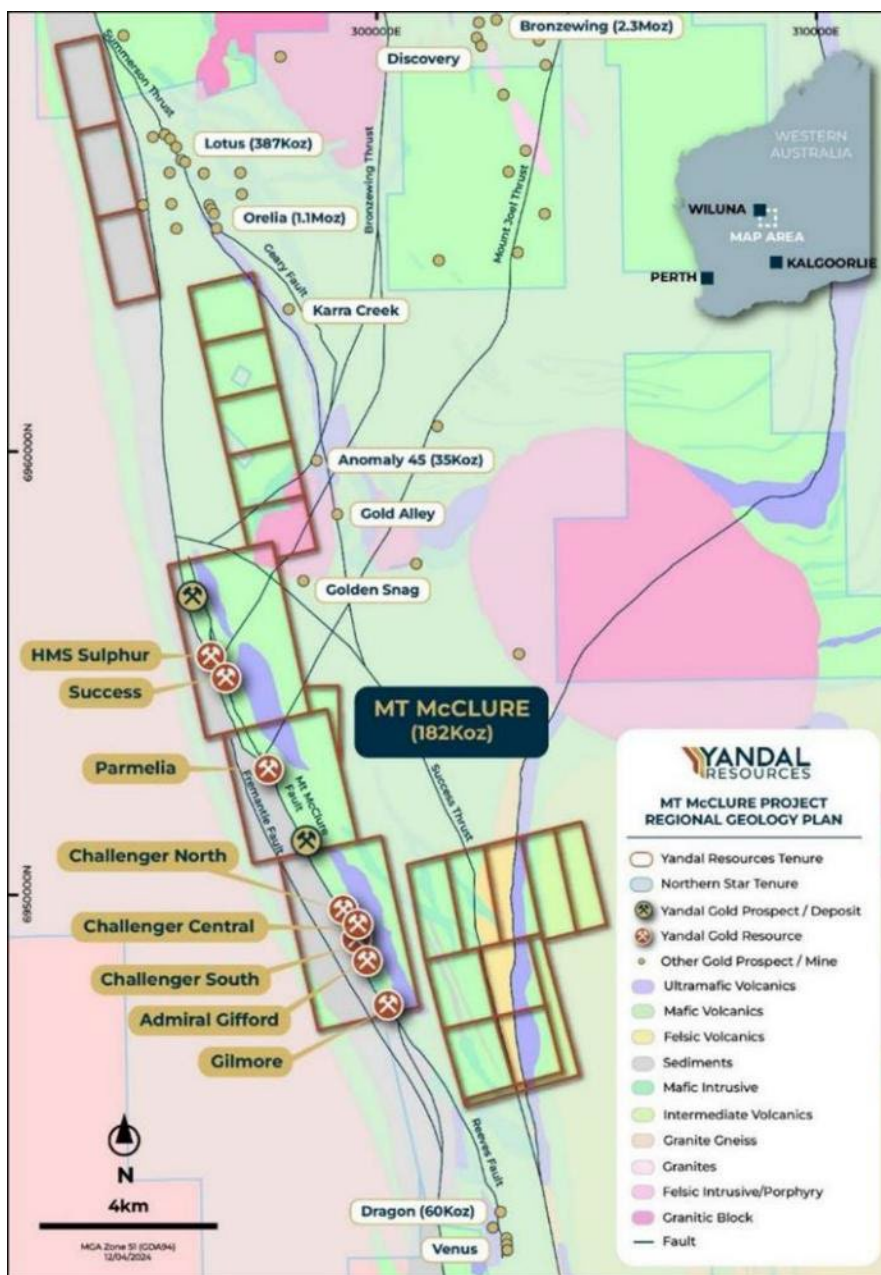 300000E
310000E
Bronzewing (2.3Moz)
Discovery
Summerson Thrust
Lotus (387Koz)
Bronzewing Thrust
Mount Joel Thrust
WESTERN
AUSTRALIA
WILUNA
MAP AREA
KALGOORLIE
PERTH
Orelia (1.1Moz)
Geary Fault
Karra Creek
6960000N
Anomaly 45 (35Koz)
Gold Alley
Golden Snag
HMS Sulphur
Success
MT McCLURE
(182Koz)
Parmelia
Mt McClure
Fault
Fremantle Fault
Success Thrust
Challenger North
6950000N
Challenger Central
Challenger South
Admiral Gifford
Gilmore
Reeves Fault
Dragon (60Koz)
Venus
N
4km
MGA Zone 51 (GDA94)
12/04/2024
YANDAL
RESOURCES
MT McCLURE PROJECT
REGIONAL GEOLOGY PLAN
Yandal Resources Tenure
Northern Star Tenure
Yandal Gold Prospect / Deposit
Yandal Gold Resource
Other Gold Prospect / Mine
Ultramafic Volcanics
Mafic Volcanics
Felsic Volcanics
Sediments
Mafic Intrusive
Intermediate Volcanics
Granite Gneiss
Granites
Felsic Intrusive/Porphyry
Granitic Block
Fault